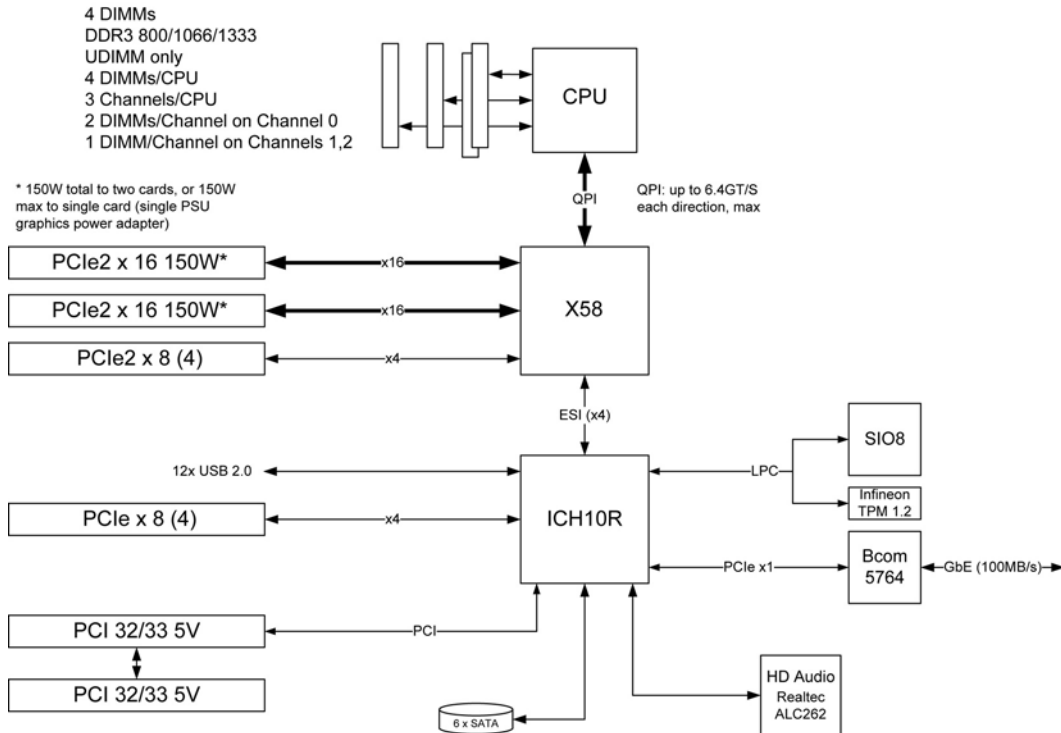 4 DIMMs
DDR3 800/1066/1333
UDIMM only
4 DIMMs/CPU
3 Channels/CPU
2 DIMMs/Channel on Channel 0
1 DIMM/Channel on Channels 1,2
CPU
* 150W total to two cards, or 150W
max to single card (single PSU
graphics power adapter)
QPI
QPI: up to 6.4GT/S
each direction, max
PCIe2 x 16 150W*
x16
PCIe2 x 16 150W*
x16
X58
PCIe2 x 8 (4)
x4
ESI (x4)
SIO8
12x USB 2.0
LPC
Infineon
TPM 1.2
PCIe x 8 (4)
x4
ICH10R
PCIe x1
Bcom
5764
GbE (100MB/s)
PCI 32/33 5V
PCI
PCI 32/33 5V
HD Audio
Realtec
ALC262
6 x SATA